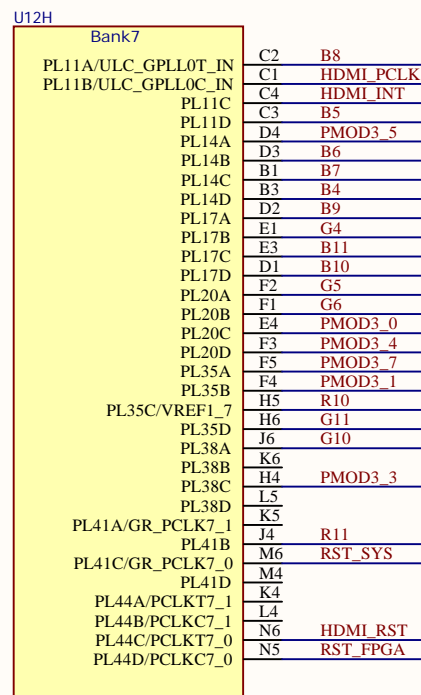 U12H
Bank7
PL11A/ULC_GPLL0T_IN C2 B8
PL11B/ULC_GPLL0C_IN C1 HDMI_PCLK
PL11C C4 HDMI_INT
PL11D C3 B5
PL14A D4 PMOD3_5
PL14B D3 B6
PL14C B1 B7
PL14D B3 B4
PL17A D2 B9
PL17B E1 G4
PL17C E3 B11
PL17D D1 B10
PL20A F2 G5
PL20B F1 G6
PL20C E4 PMOD3_0
PL20D F3 PMOD3_4
PL35A F5 PMOD3_7
PL35B F4 PMOD3_1
PL35C/VREF1_7 H5 R10
PL35D H6 G11
PL38A J6 G10
PL38B K6
PL38C H4 PMOD3_3
PL38D L5
PL41A/GR_PCLK7_1 K5
PL41B J4 R11
PL41C/GR_PCLK7_0 M6 RST_SYS
PL41D M4
PL44A/PCLKT7_1 K4
PL44B/PCLKC7_1 L4
PL44C/PCLKT7_0 N6 HDMI_RST
PL44D/PCLKC7_0 N5 RST_FPGA